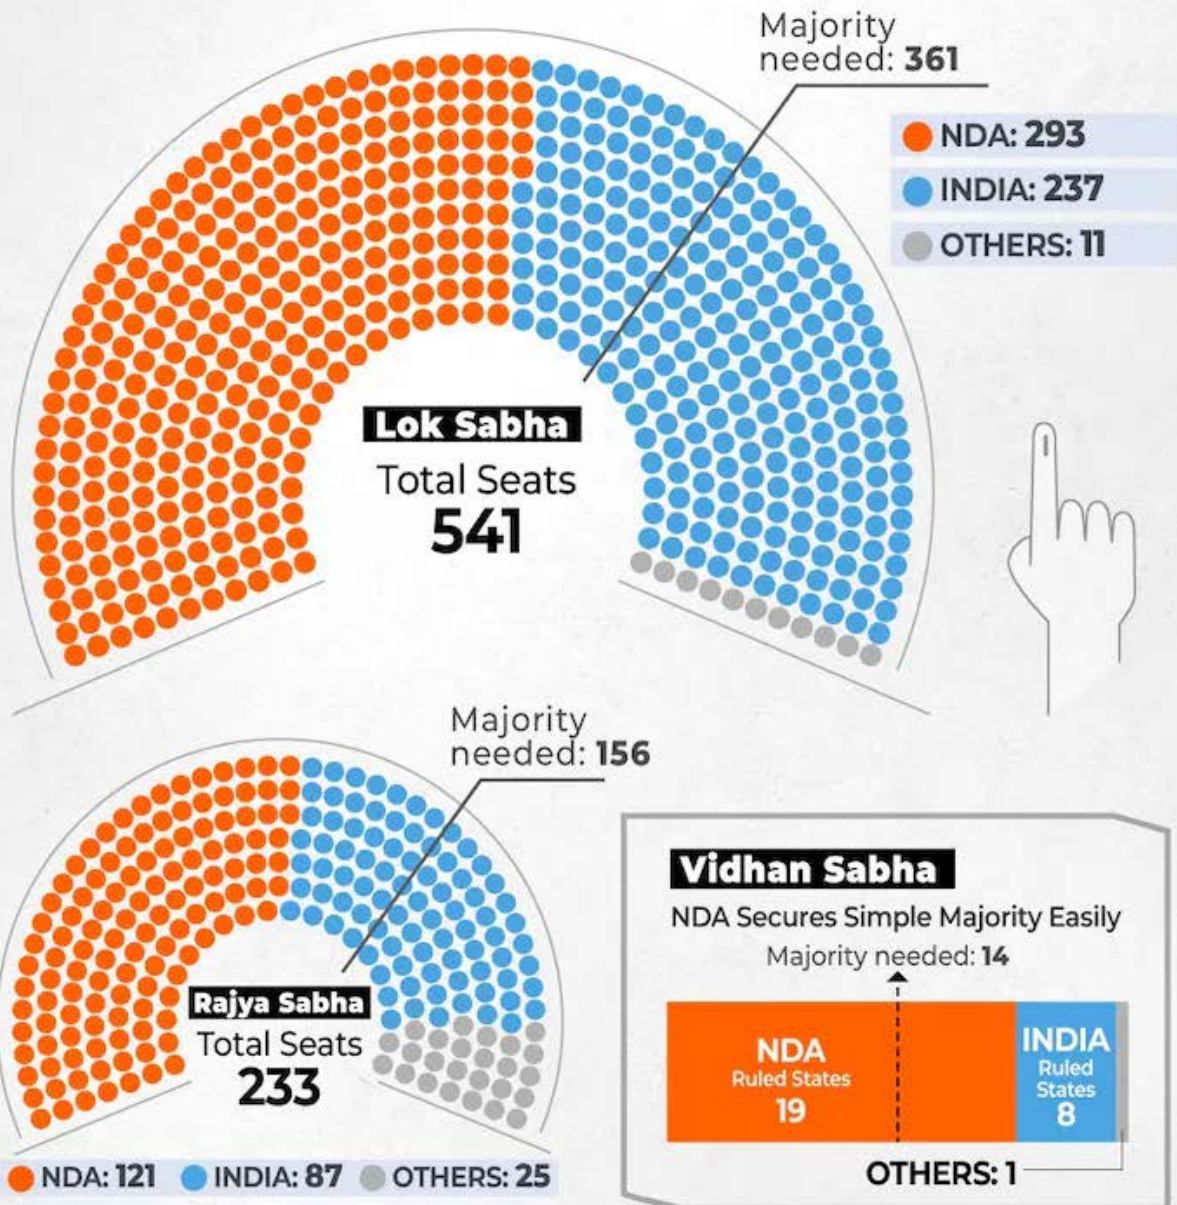 Majority
needed: 361
NDA: 293
INDIA: 237
OTHERS: 11
Lok Sabha
Total Seats
541
Majority
needed: 156
Rajya Sabha
Total Seats
233
NDA: 121 INDIA: 87 OTHERS: 25
Vidhan Sabha
NDA Secures Simple Majority Easily
Majority needed: 14
NDA
Ruled States
19
INDIA
Ruled
States
8
OTHERS: 1